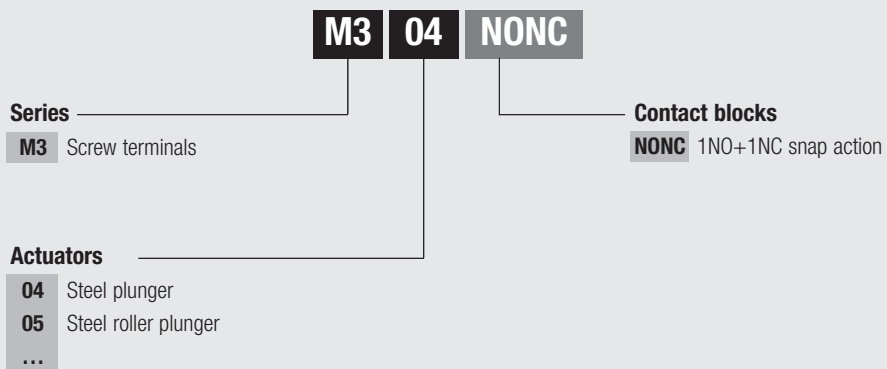 M3 04 NONC
Series
M3 Screw terminals
Contact blocks
NONC 1NO+1NC snap action
Actuators
04 Steel plunger
05 Steel roller plunger
...